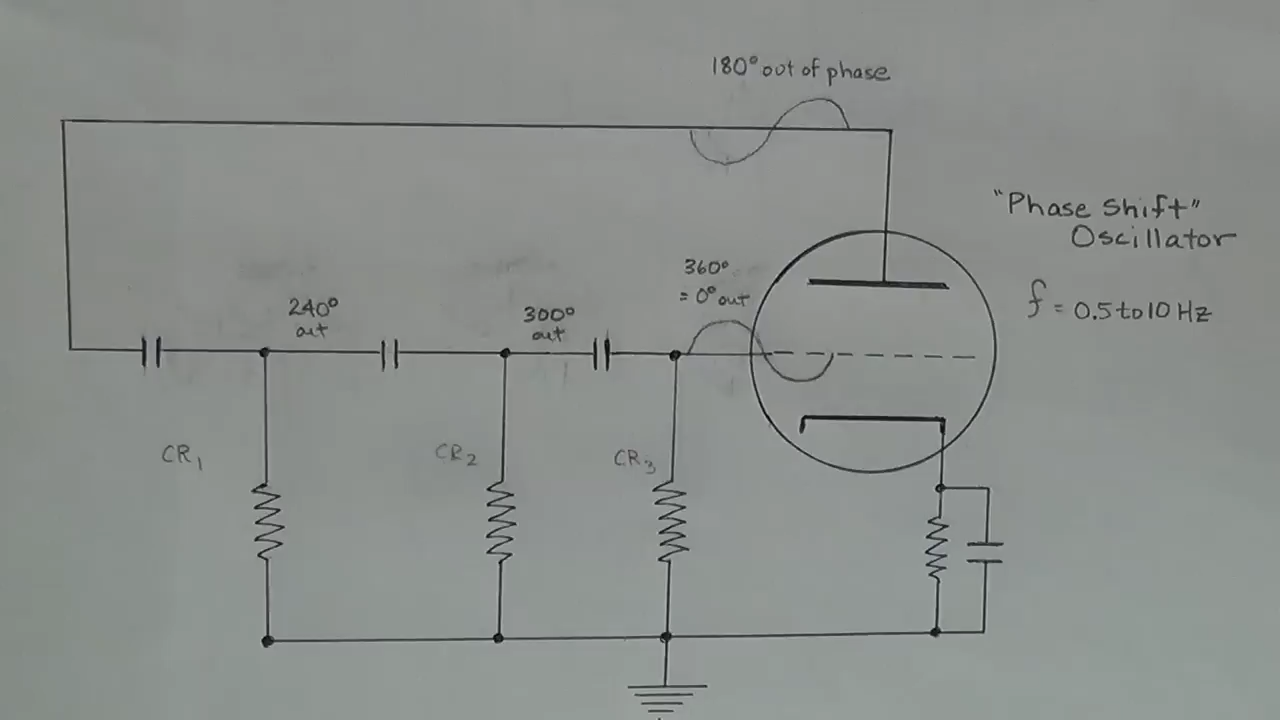 180° out of phase
"Phase Shift"
Oscillator
360°
= 0° out
240°
out
300°
out
f = 0.5 to 10 Hz
CR1
CR2
CR3